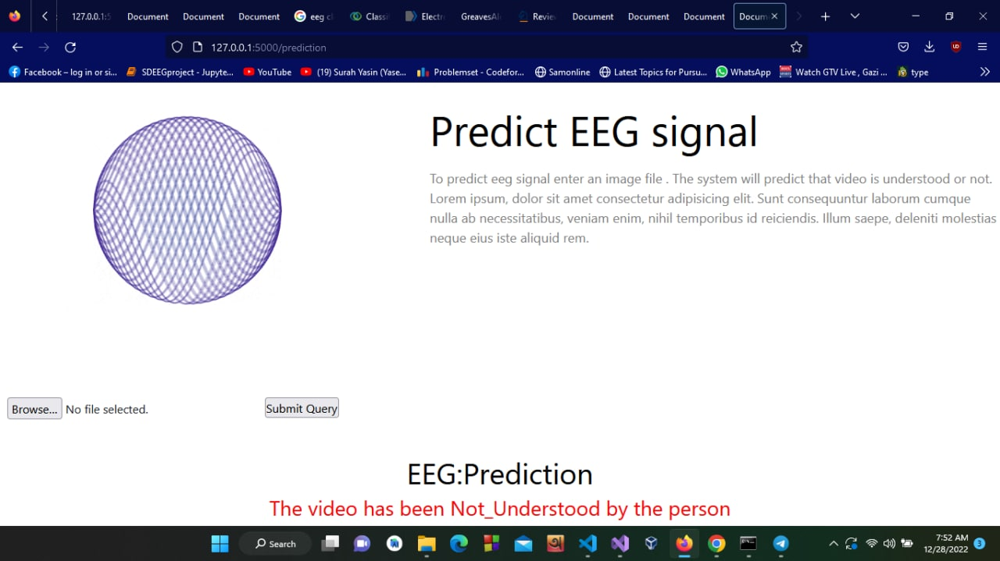 127.0.0.1:5 Document Document Document eeg cl Classi Electr GreavesAl Review Document Document Document Docum
127.0.0.1:5000/prediction
Facebook – log in or si... SDEEGproject - Jupyte... YouTube (19) Surah Yasin (Yase... Problemset - Codefor... Samonline Latest Topics for Pursu... WhatsApp Watch GTV Live , Gazi ... type
Predict EEG signal
To predict eeg signal enter an image file . The system will predict that video is understood or not.
Lorem ipsum, dolor sit amet consectetur adipisicing elit. Sunt consequuntur laborum cumque
nulla ab necessitatibus, veniam enim, nihil temporibus id reiciendis. Illum saepe, deleniti molestias
neque eius iste aliquid rem.
Browse... No file selected. Submit Query
EEG:Prediction
The video has been Not_Understood by the person
Search
7:52 AM
12/28/2022
3